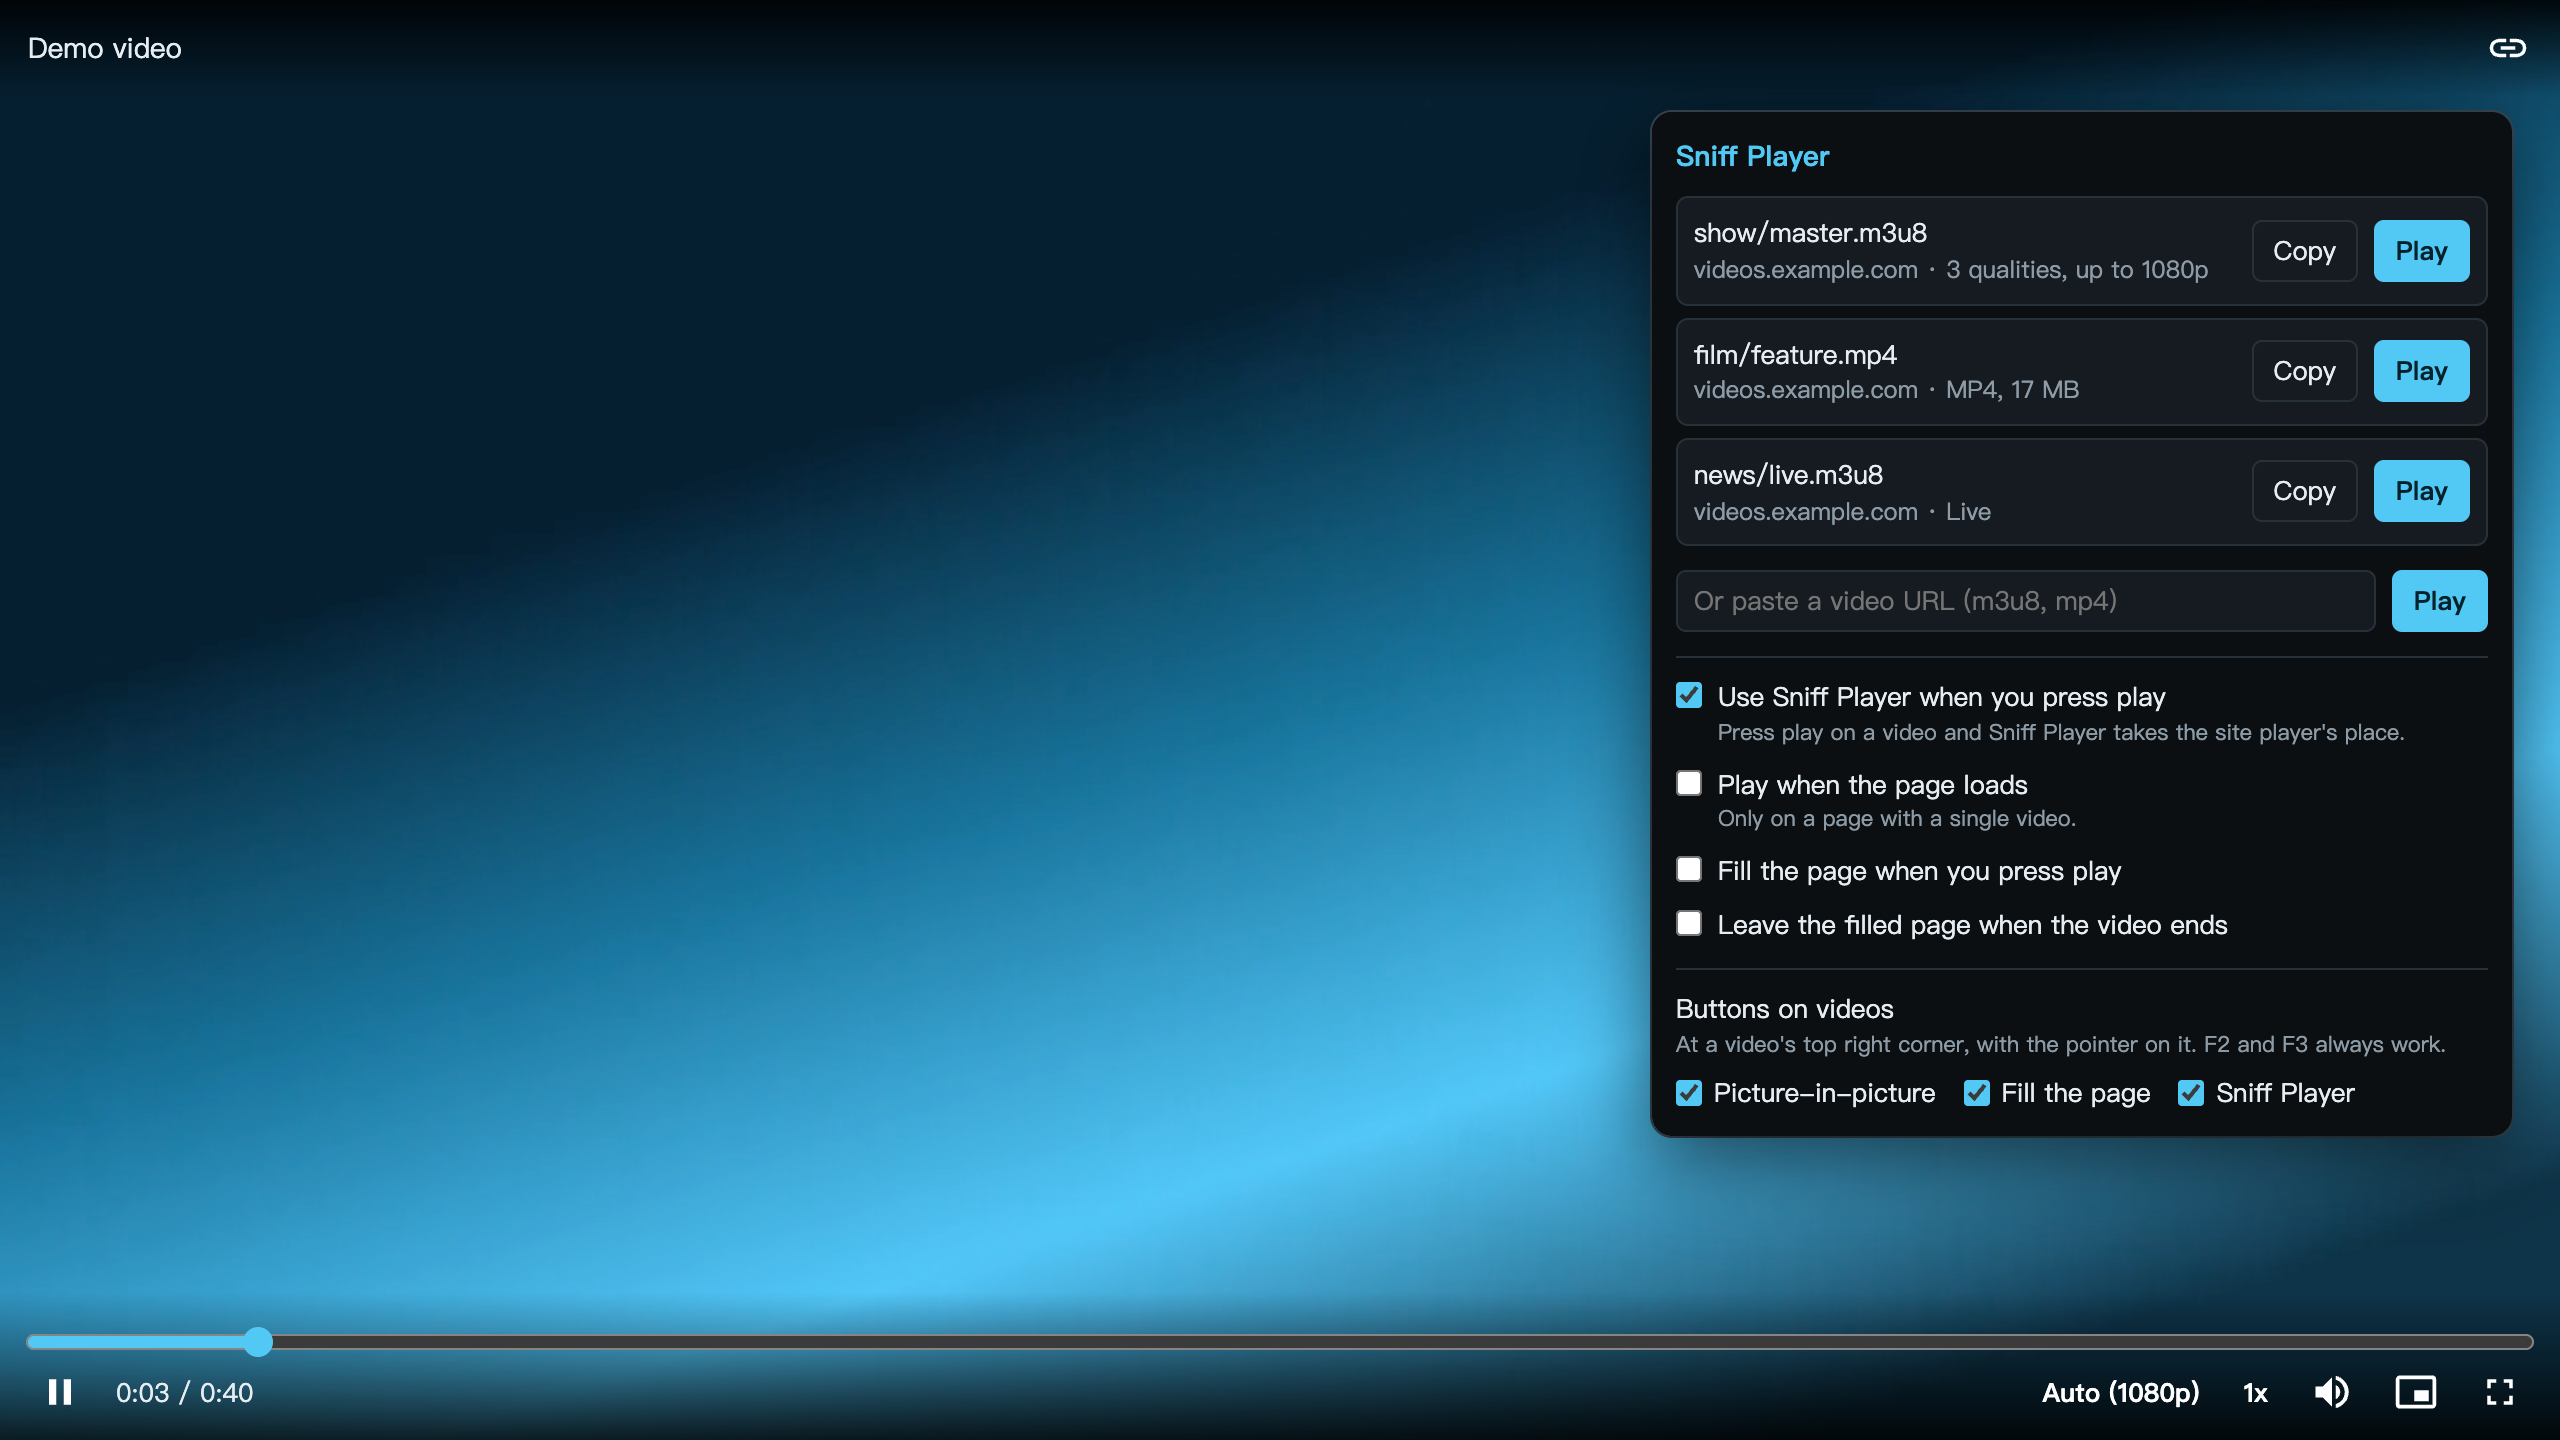 Demo video
Sniff Player
show/master.m3u8
videos.example.com · 3 qualities, up to 1080p
Copy
Play
film/feature.mp4
videos.example.com · MP4, 17 MB
Copy
Play
news/live.m3u8
videos.example.com · Live
Copy
Play
Or paste a video URL (m3u8, mp4)
Play
Use Sniff Player when you press play
Press play on a video and Sniff Player takes the site player's place.
Play when the page loads
Only on a page with a single video.
Fill the page when you press play
Leave the filled page when the video ends
Buttons on videos
At a video's top right corner, with the pointer on it. F2 and F3 always work.
Picture-in-picture
Fill the page
Sniff Player
0:03 / 0:40
Auto (1080p)
1x